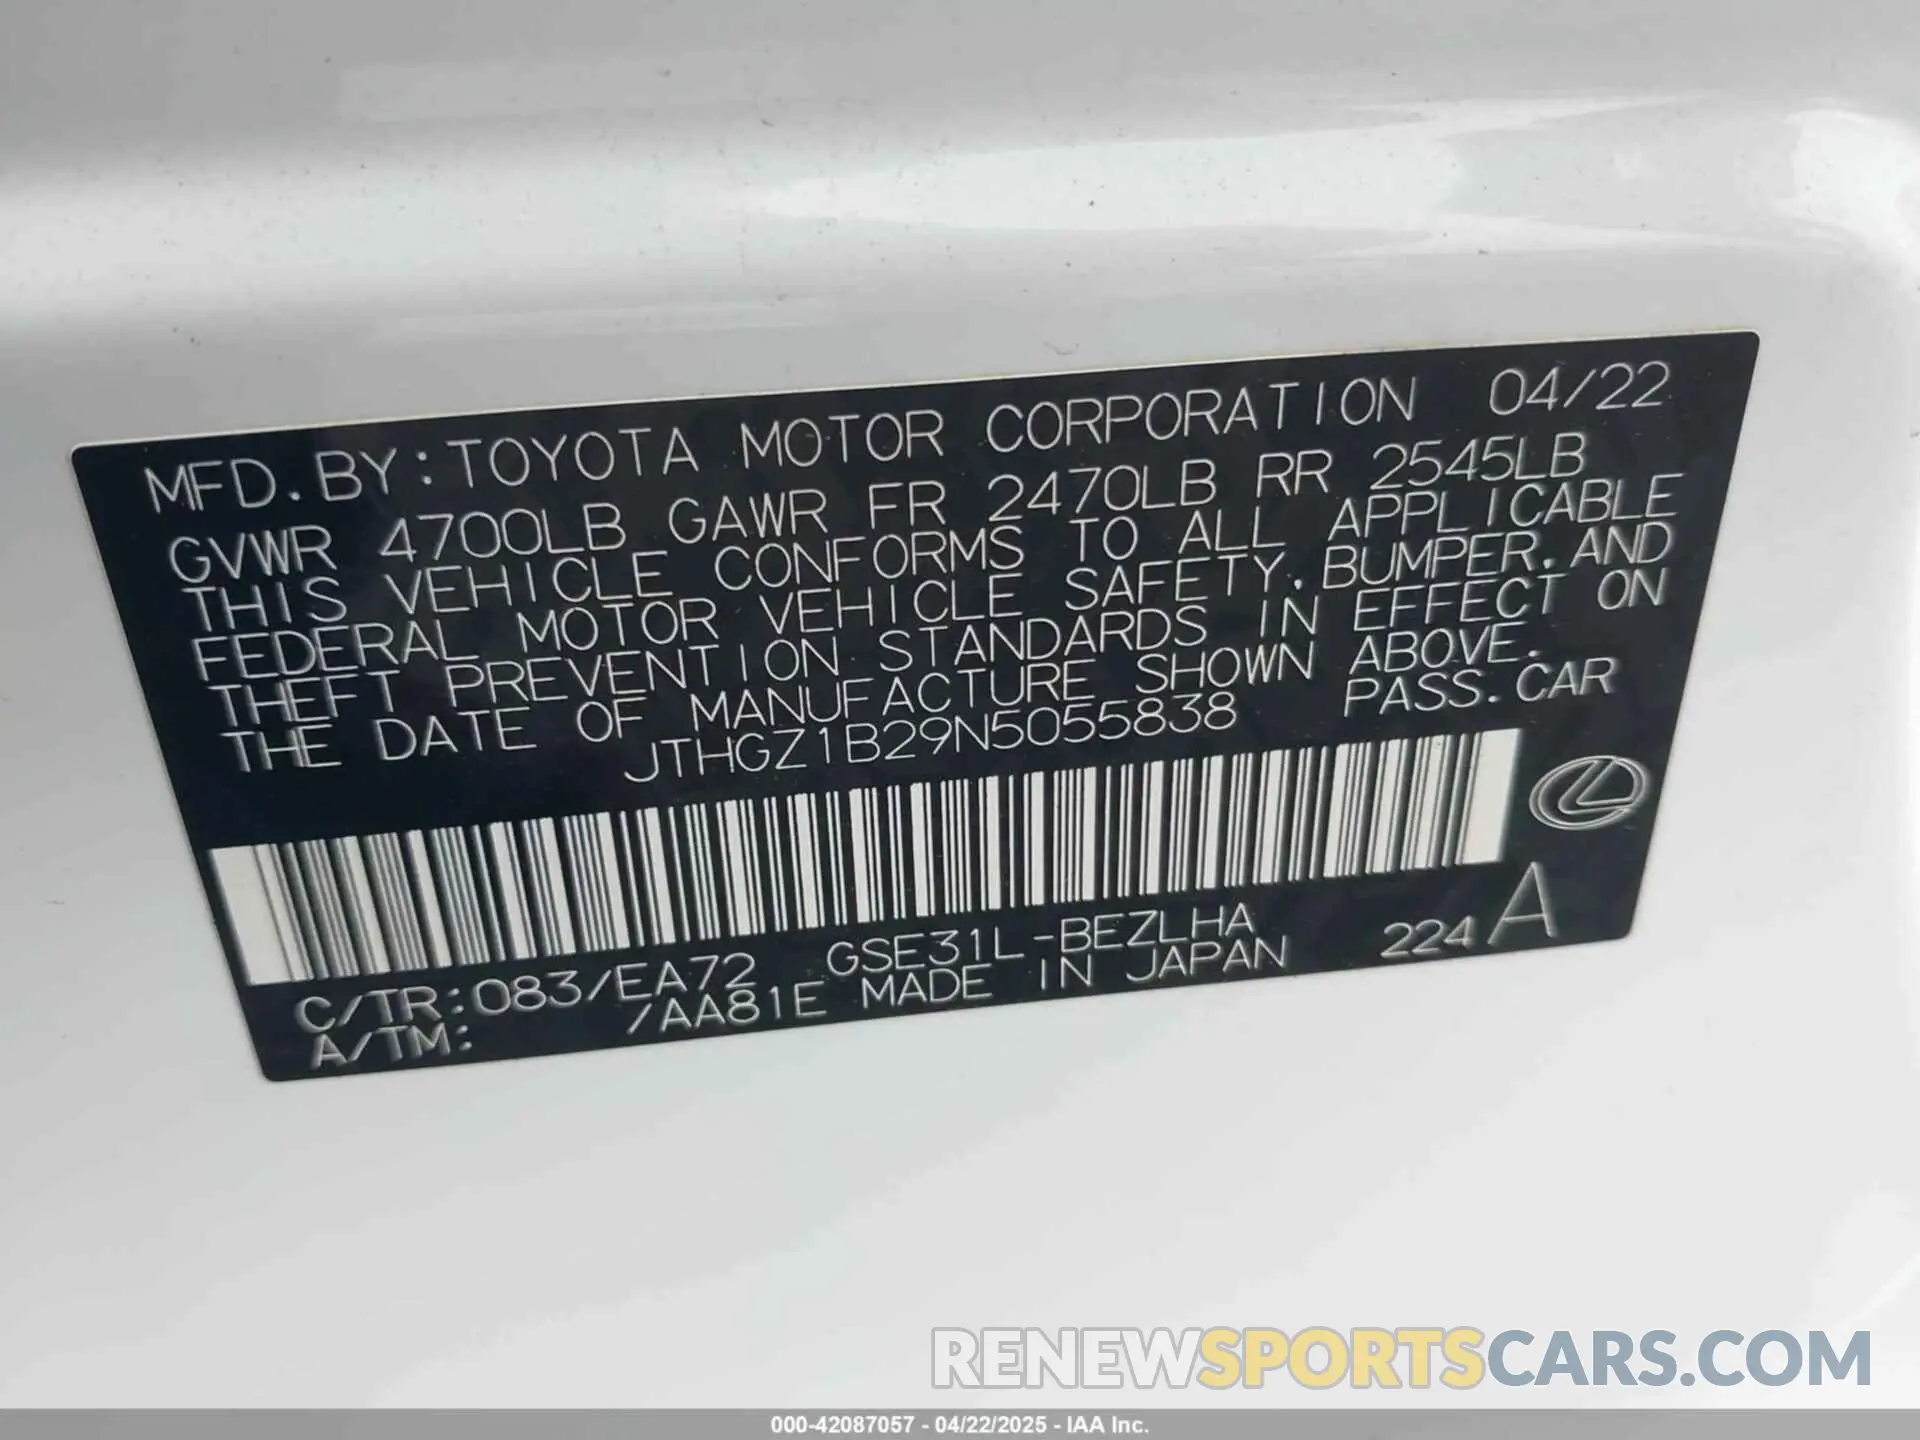 MFD.BY:TOYOTA MOTOR CORPORATION 04/22
GVWR 4700LB GAWR FR 2470LB RR 2545LB
THIS VEHICLE CONFORMS TO ALL APPLICABLE
FEDERAL MOTOR VEHICLE SAFETY,BUMPER,AND
THEFT PREVENTION STANDARDS IN EFFECT ON
THE DATE OF MANUFACTURE SHOWN ABOVE.
JTHGZ1B29N5055838 PASS.CAR
C/TR:083/EA72 GSE31L-BEZLHA 224A
A/TM: /AA81E MADE IN JAPAN
RENEWSPORTSCARS.COM
000-42087057 - 04/22/2025 - IAA Inc.